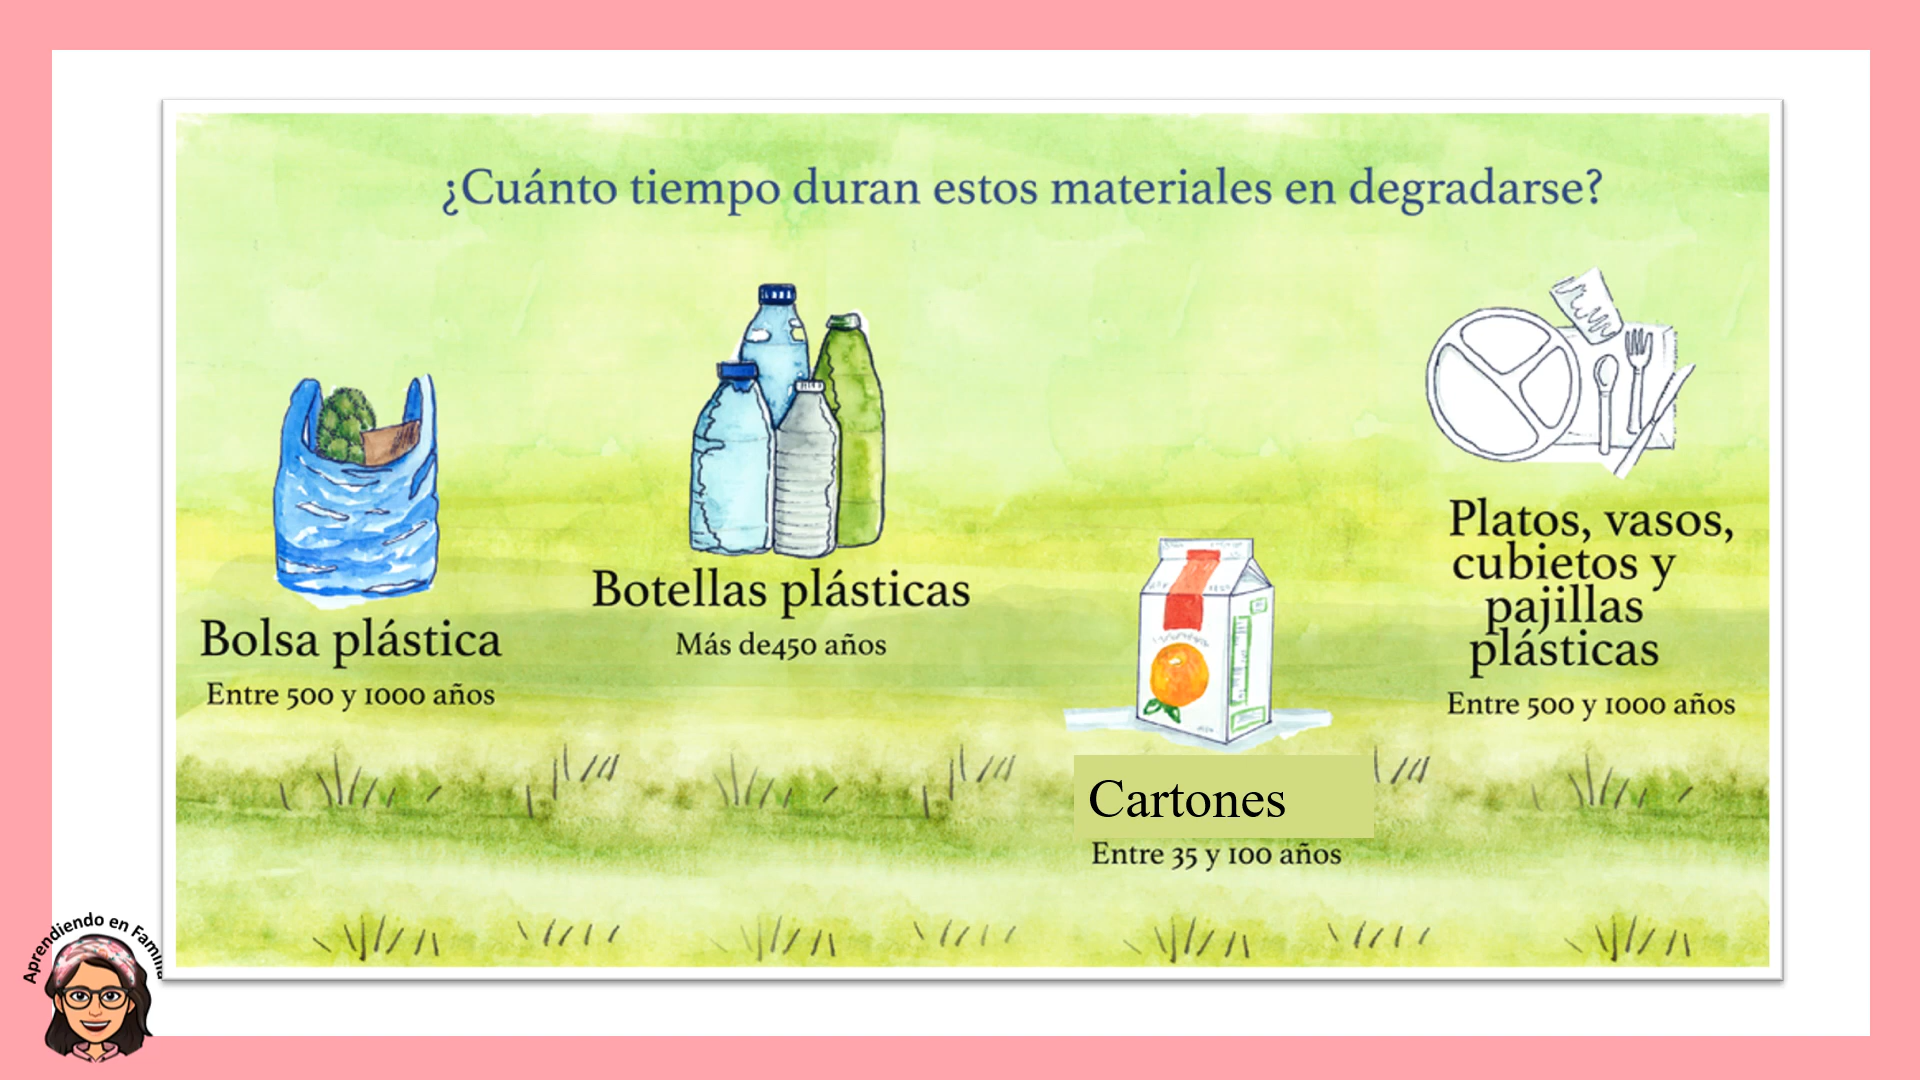 ¿Cuánto tiempo duran estos materiales en degradarse?
Bolsa plástica
Entre 500 y 1000 años
Botellas plásticas
Más de450 años
Cartones
Entre 35 y 100 años
Platos, vasos,
cubietos y
pajillas
plásticas
Entre 500 y 1000 años
Aprendiendo en Familia